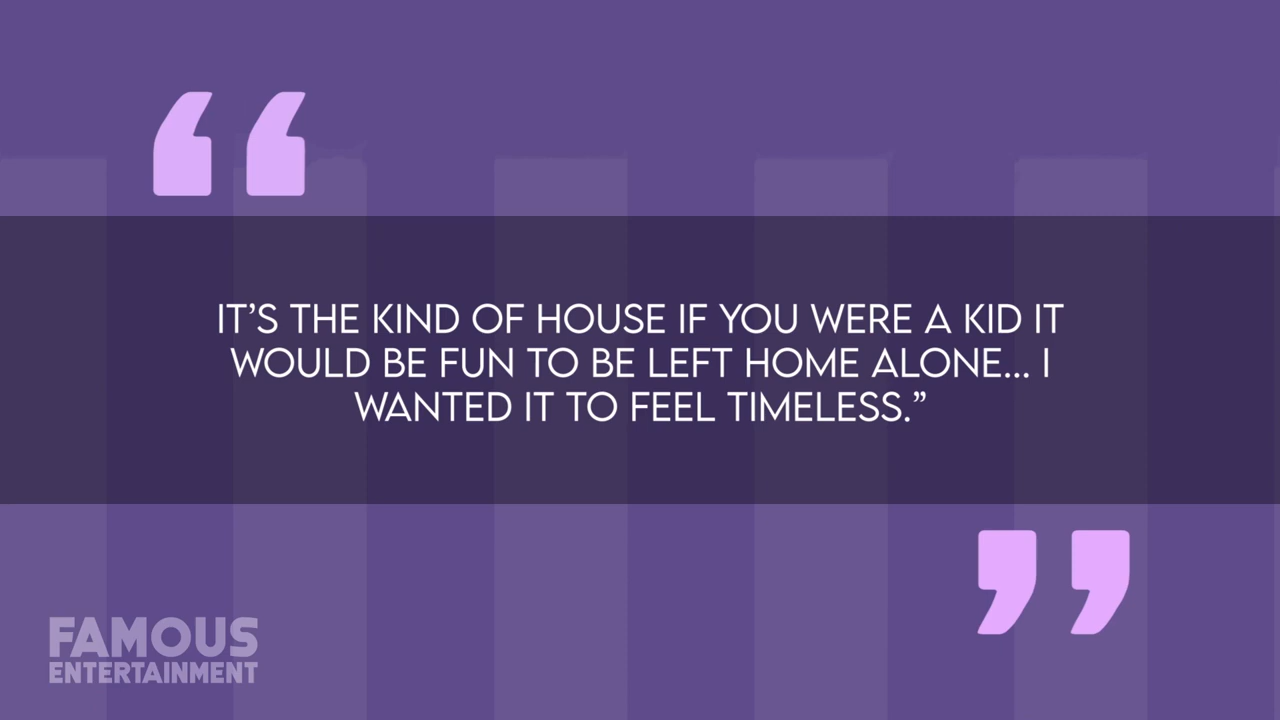 IT’S THE KIND OF HOUSE IF YOU WERE A KID IT
WOULD BE FUN TO BE LEFT HOME ALONE... I
WANTED IT TO FEEL TIMELESS.”
FAMOUS
ENTERTAINMENT